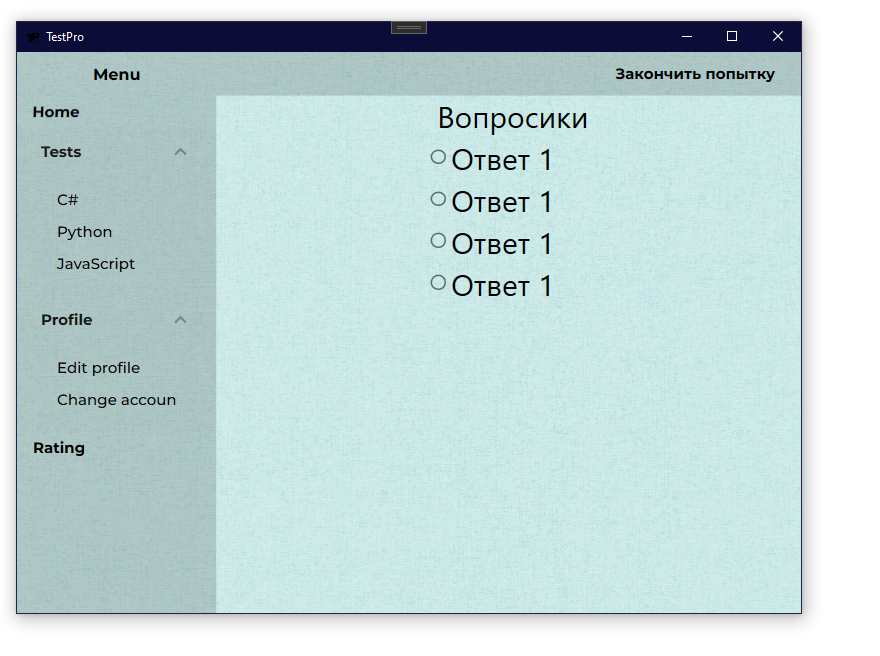 TestPro
Menu
Закончить попытку
Home
Tests
C#
Python
JavaScript
Profile
Edit profile
Change accoun
Rating
Вопросики
Ответ 1
Ответ 1
Ответ 1
Ответ 1